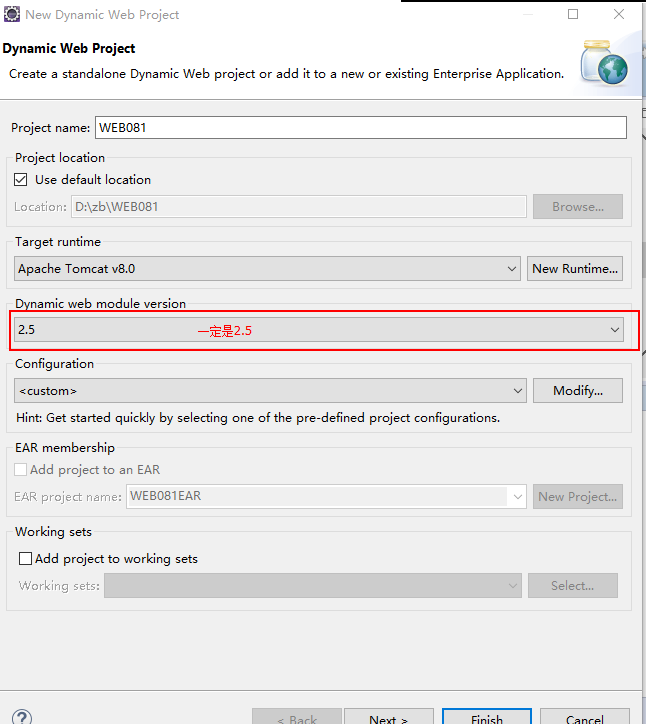 New Dynamic Web Project
Dynamic Web Project
Create a standalone Dynamic Web project or add it to a new or existing Enterprise Application.
Project name: WEB081
Project location
Use default location
Location: D:\zb\WEB081 Browse...
Target runtime
Apache Tomcat v8.0 New Runtime...
Dynamic web module version
2.5 一定是2.5
Configuration
<custom> Modify...
Hint: Get started quickly by selecting one of the pre-defined project configurations.
EAR membership
Add project to an EAR
EAR project name: WEB081EAR New Project...
Working sets
Add project to working sets
Working sets: Select...
? < Back Next > Finish Cancel